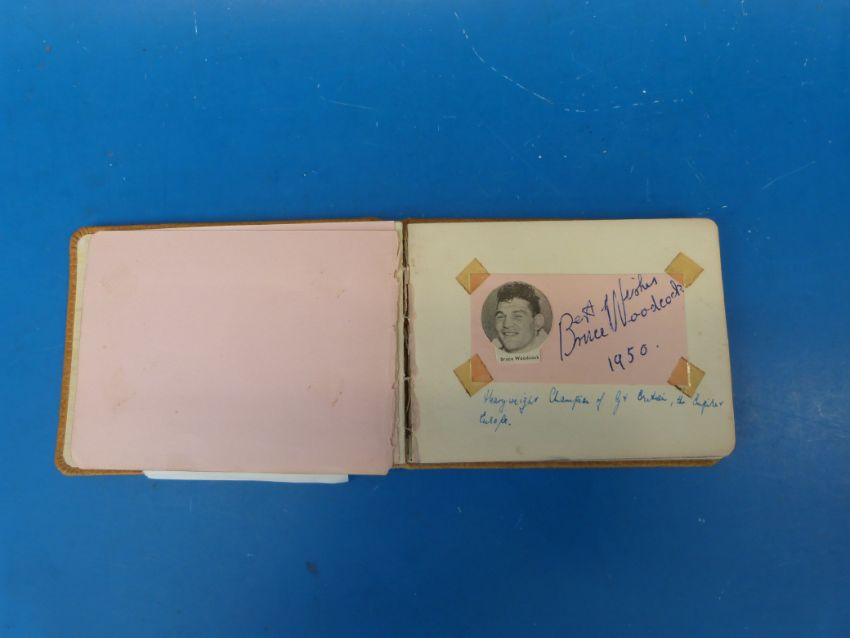 Best Wishes
Bruce Woodcock
1950.
Bruce Woodcock
Heavyweight Champion of Gt Britain, the Empire &
Europe.